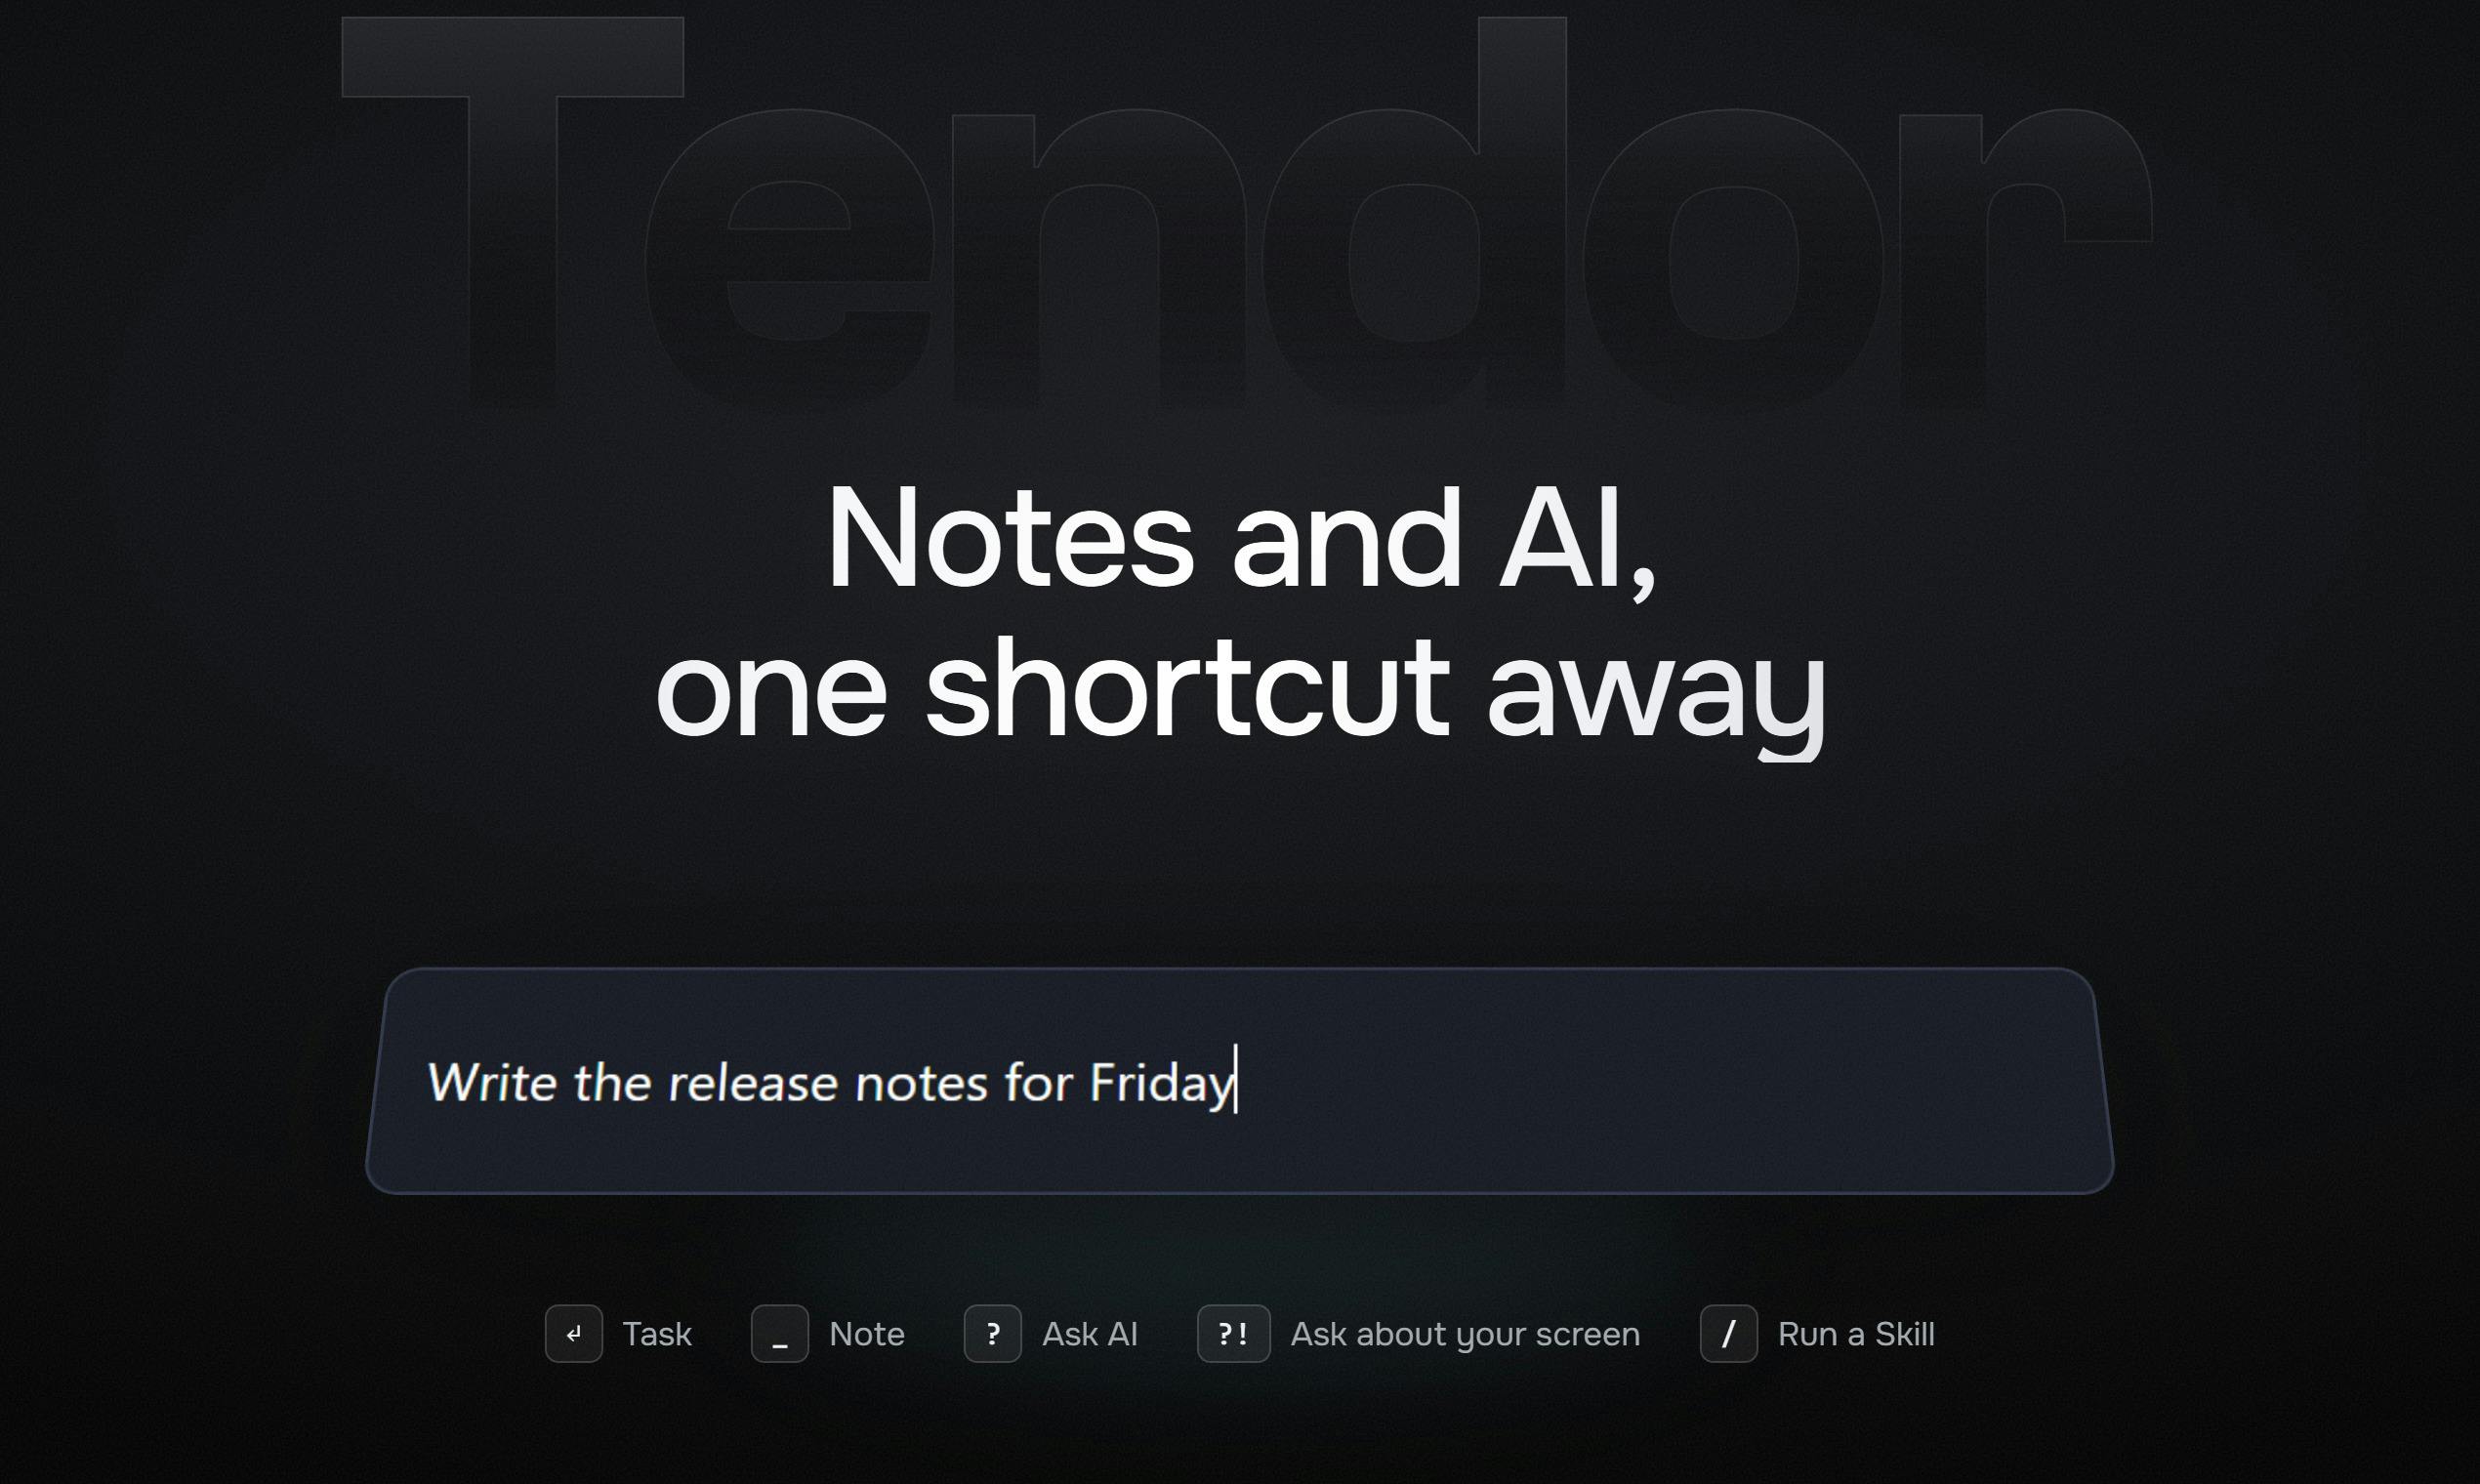 Tendor
Notes and AI,
one shortcut away
Write the release notes for Friday
↵ Task _ Note ? Ask AI ?! Ask about your screen / Run a Skill